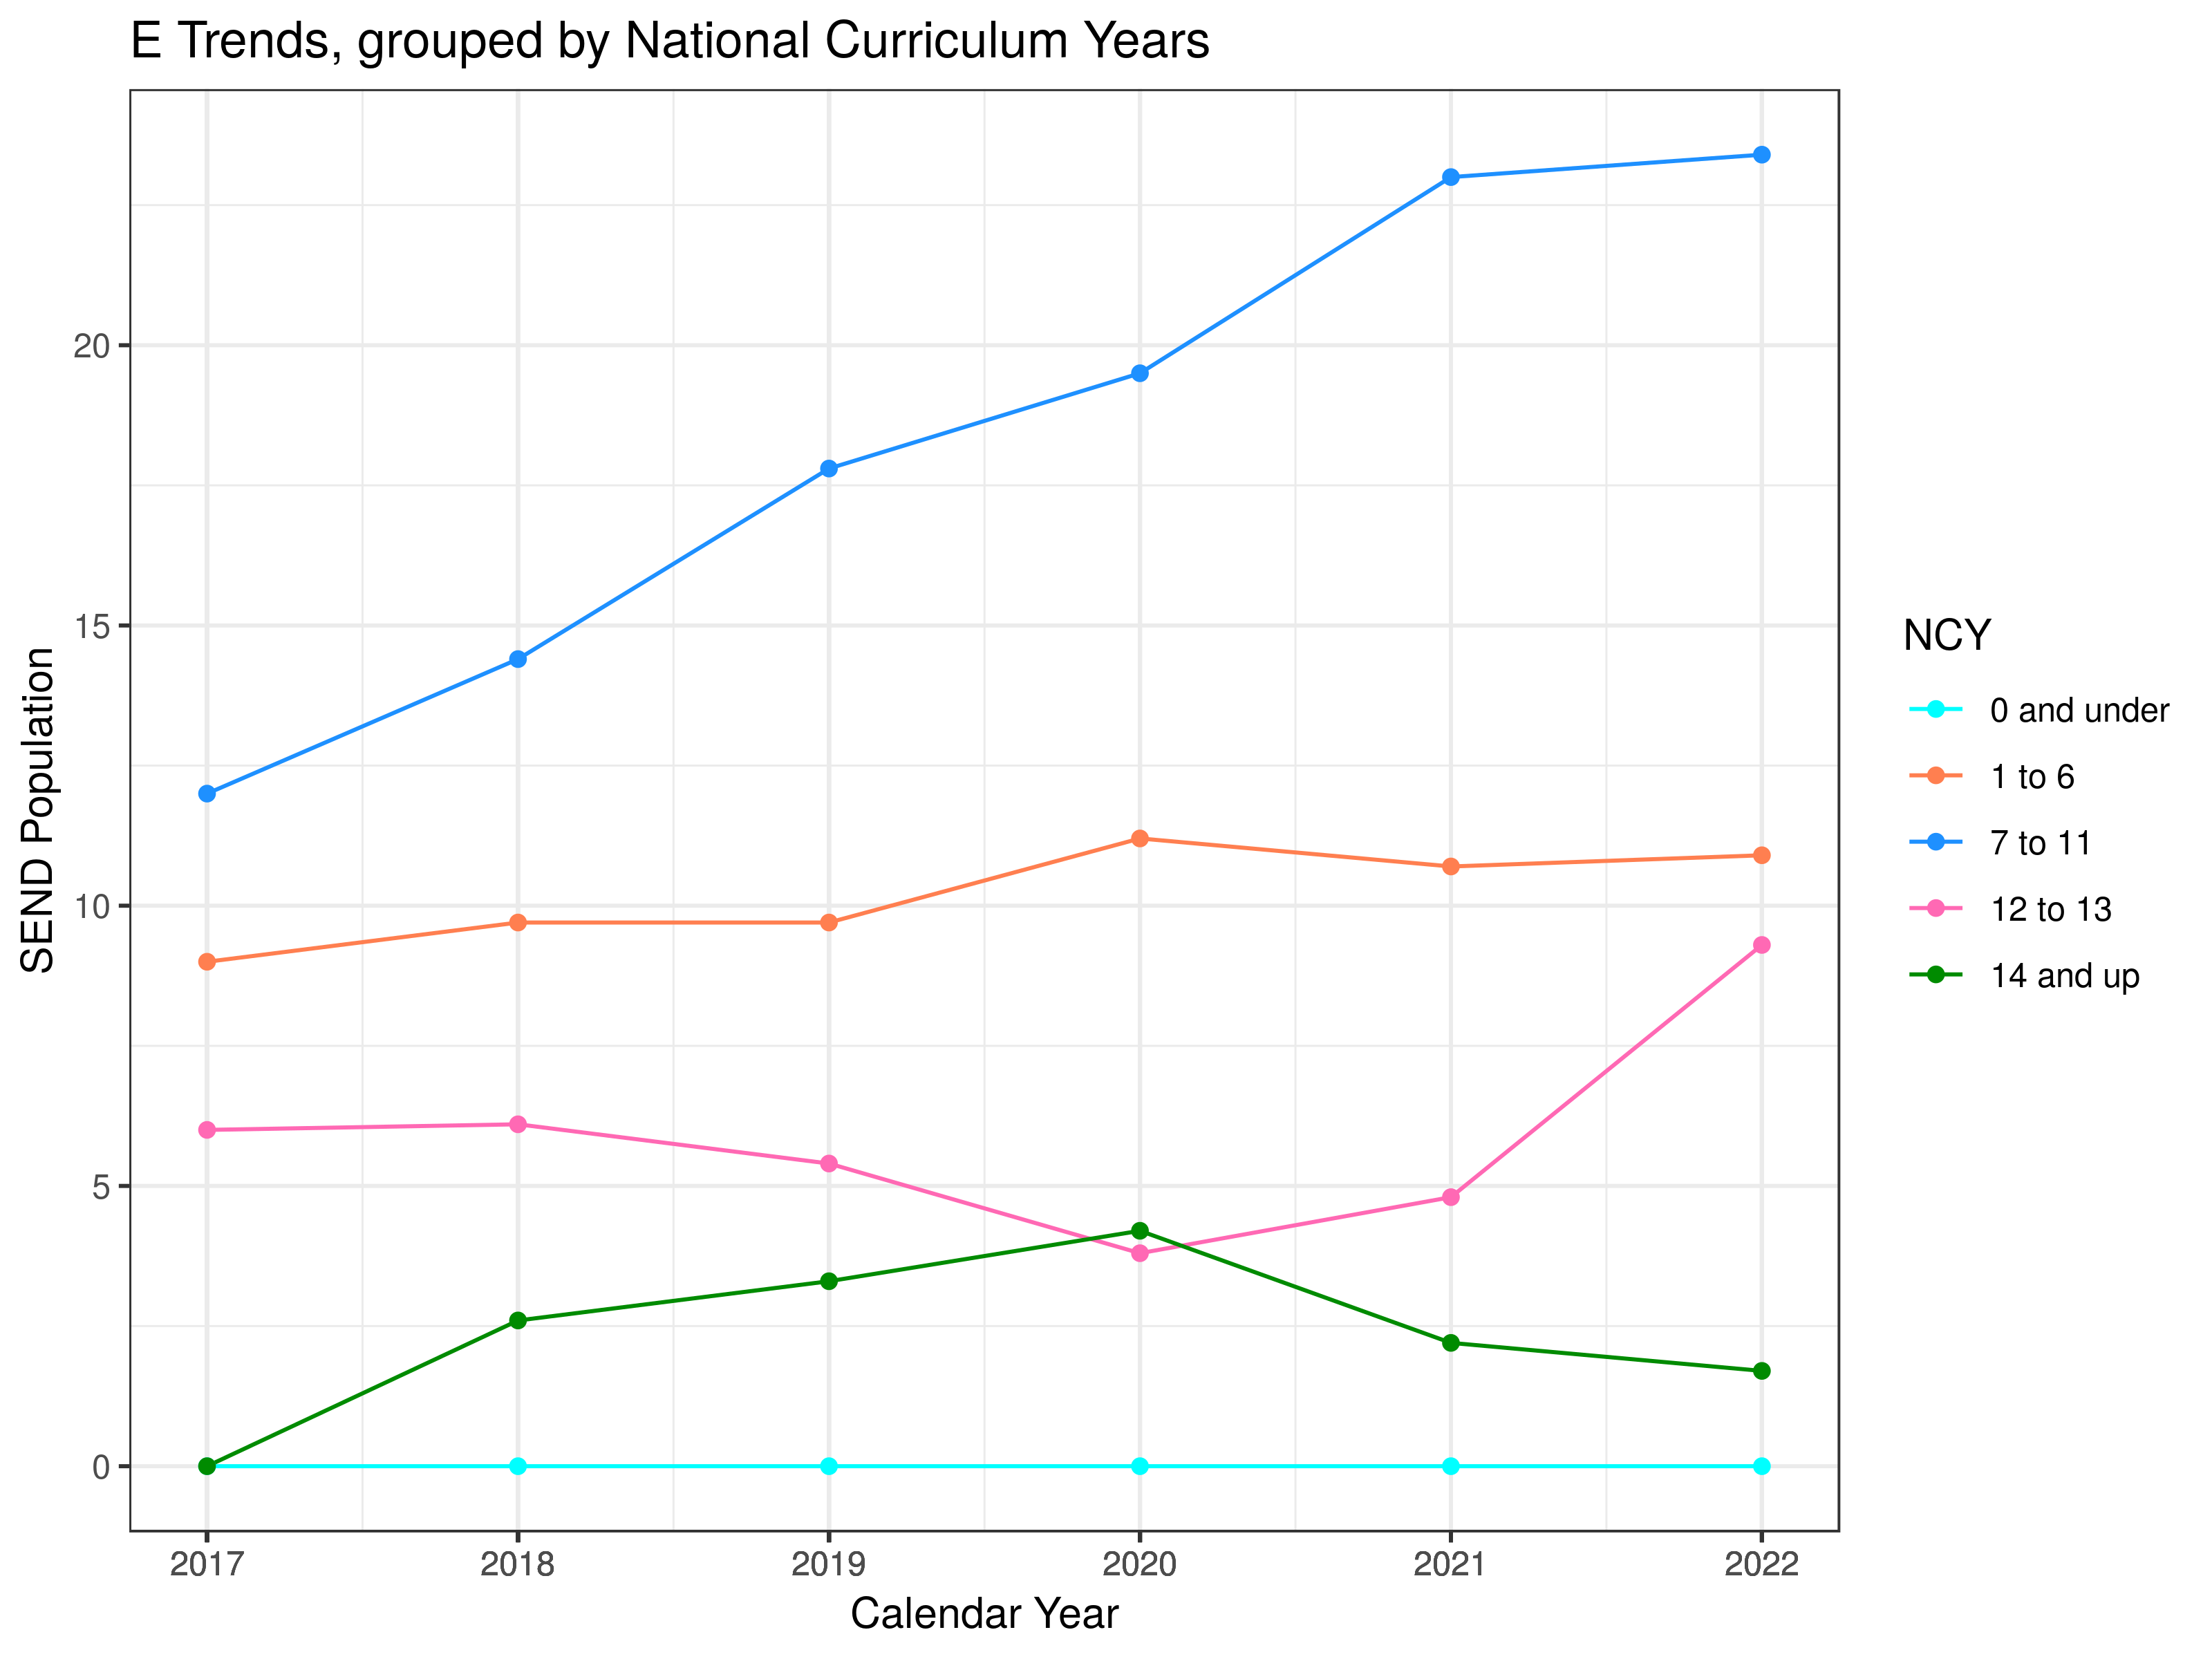 E Trends, grouped by National Curriculum Years
SEND Population
20
15
10
5
0
2017 2018 2019 2020 2021 2022
Calendar Year
NCY
0 and under
1 to 6
7 to 11
12 to 13
14 and up